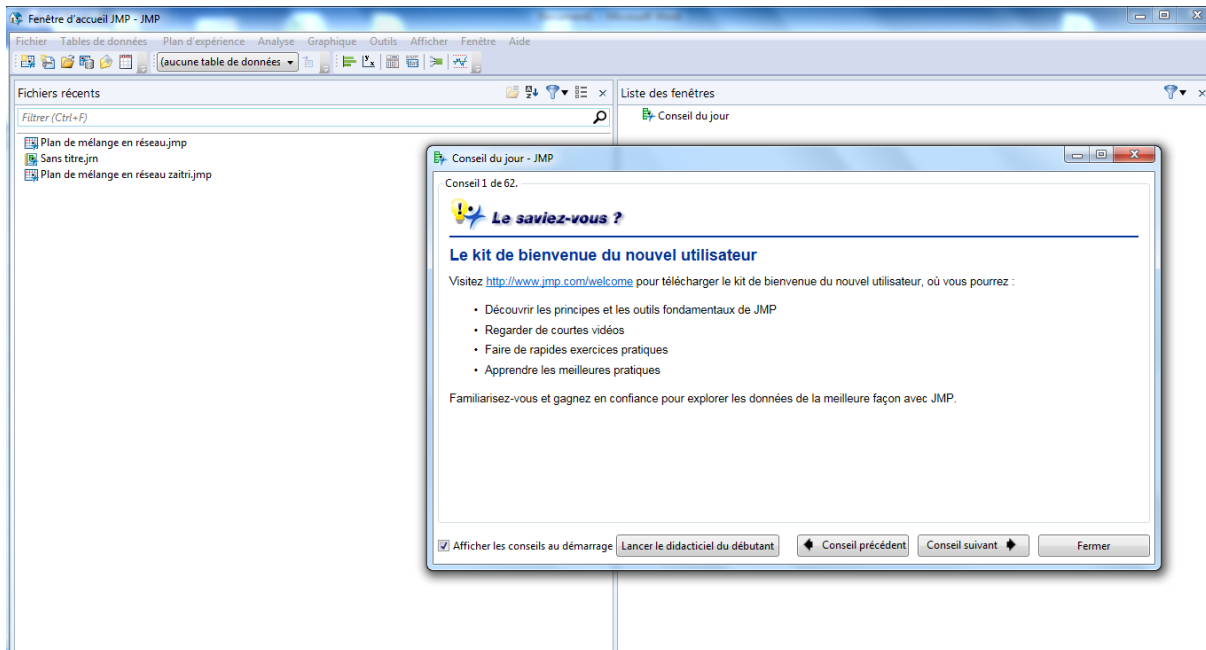 Fenêtre d'accueil JMP - JMP
Fichier Tables de données Plan d'expérience Analyse Graphique Outils Afficher Fenêtre Aide
(aucune table de données
Fichiers récents
Liste des fenêtres
Filtrer (Ctrl+F)
Conseil du jour
Plan de mélange en réseau.jmp
Sans titre.jrn
Plan de mélange en réseau zaitri.jmp
Conseil du jour - JMP
Conseil 1 de 62.
Le saviez-vous ?
Le kit de bienvenue du nouvel utilisateur
Visitez http://www.jmp.com/welcome pour télécharger le kit de bienvenue du nouvel utilisateur, où vous pourrez :
• Découvrir les principes et les outils fondamentaux de JMP
• Regarder de courtes vidéos
• Faire de rapides exercices pratiques
• Apprendre les meilleures pratiques
Familiarisez-vous et gagnez en confiance pour explorer les données de la meilleure façon avec JMP.
Afficher les conseils au démarrage Lancer le didacticiel du débutant Conseil précédent Conseil suivant Fermer